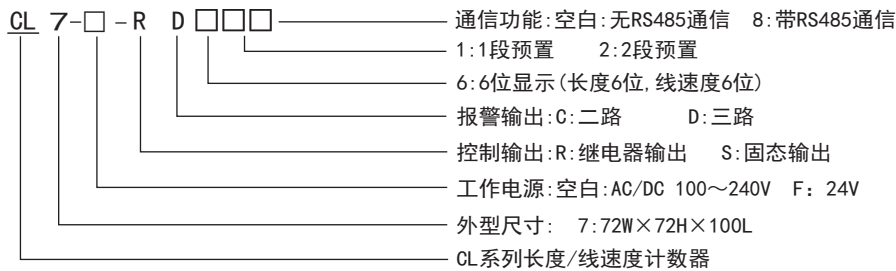 CL 7-□-R D□□□ 通信功能:空白:无RS485通信 8:带RS485通信
1:1段预置 2:2段预置
6:6位显示(长度6位,线速度6位)
报警输出:C:二路 D:三路
控制输出:R:继电器输出 S:固态输出
工作电源:空白:AC/DC 100～240V F：24V
外型尺寸: 7:72W×72H×100L
CL系列长度/线速度计数器